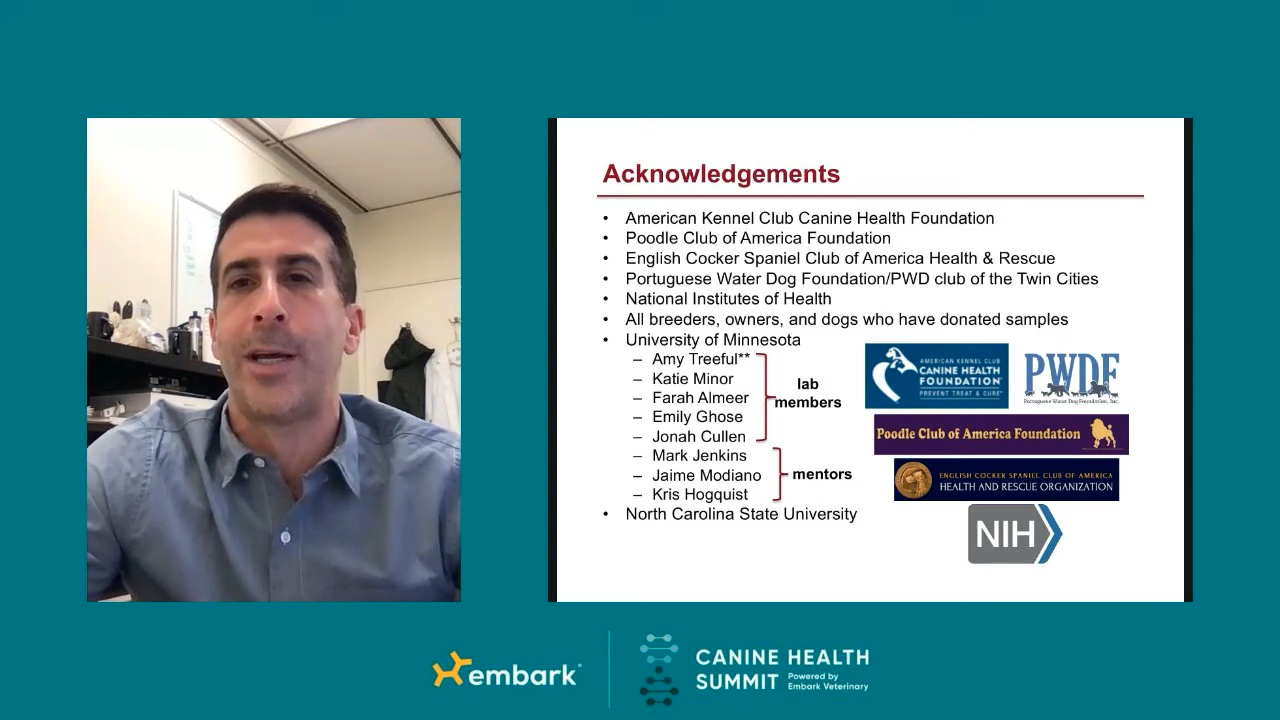 Acknowledgements
• American Kennel Club Canine Health Foundation
• Poodle Club of America Foundation
• English Cocker Spaniel Club of America Health & Rescue
• Portuguese Water Dog Foundation/PWD club of the Twin Cities
• National Institutes of Health
• All breeders, owners, and dogs who have donated samples
• University of Minnesota
– Amy Treeful**
– Katie Minor
– Farah Almeer
– Emily Ghose
– Jonah Cullen
lab
members
– Mark Jenkins
– Jaime Modiano
– Kris Hogquist
mentors
• North Carolina State University
AMERICAN KENNEL CLUB
CANINE HEALTH
FOUNDATION
PREVENT TREAT & CURE
PWDF
Portuguese Water Dog Foundation, Inc.
Poodle Club of America Foundation
ENGLISH COCKER SPANIEL CLUB OF AMERICA
HEALTH AND RESCUE ORGANIZATION
NIH
embark
CANINE HEALTH
SUMMIT
Powered by
Embark Veterinary